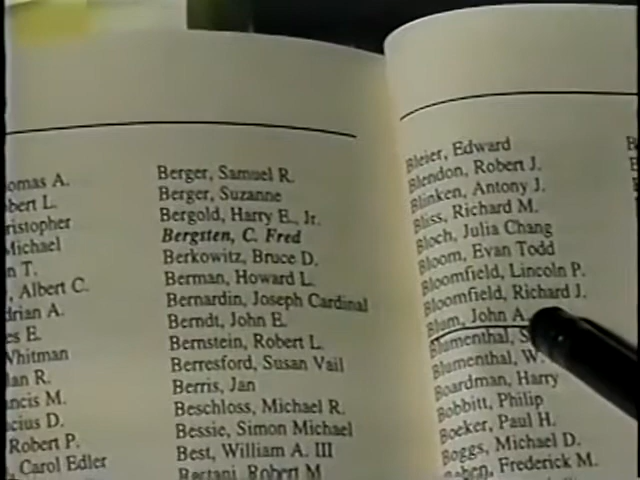 omas A.
bert L.
ristopher
Michael
n T.
, Albert C.
drian A.
es E.
Whitman
lan R.
ncis M.
cius D.
Robert P.
Carol Edler
Berger, Samuel R.
Berger, Suzanne
Bergold, Harry E., Jr.
Bergsten, C. Fred
Berkowitz, Bruce D.
Berman, Howard L.
Bernardin, Joseph Cardinal
Berndt, John E.
Bernstein, Robert L.
Berresford, Susan Vail
Berris, Jan
Beschloss, Michael R.
Bessie, Simon Michael
Best, William A. III
Bertani, Robert M
Bleier, Edward
Blendon, Robert J.
Blinken, Antony J.
Bliss, Richard M.
Bloch, Julia Chang
Bloom, Evan Todd
Bloomfield, Lincoln P.
Bloomfield, Richard J.
Blum, John A.
Blumenthal, S
Blumenthal, W.
Boardman, Harry
Bobbitt, Philip
Boeker, Paul H.
Boggs, Michael D.
Frederick M.